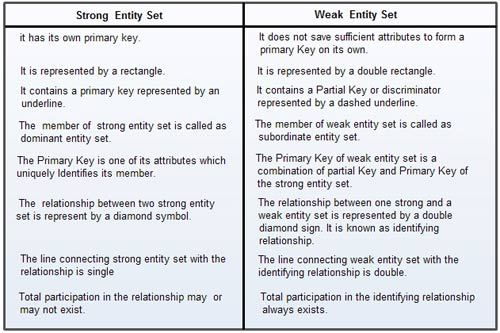 Strong Entity Set
Weak Entity Set
it has its own primary key.
It does not save sufficient attributes to form a
primary Key on its own.
It is represented by a rectangle.
It is represented by a double rectangle.
It contains a primary key represented by an
underline.
It contains a Partial Key or discriminator
represented by a dashed underline.
The member of strong entity set is called as
dominant entity set.
The member of weak entity set is called as
subordinate entity set.
The Primary Key is one of its attributes which
uniquely Identifies its member.
The Primary Key of weak entity set is a
combination of partial Key and Primary Key of
the strong entity set.
The relationship between two strong entity
set is represent by a diamond symbol.
The relationship between one strong and a
weak entity set is represented by a double
diamond sign. It is known as identifying
relationship.
The line connecting strong entity set with the
relationship is single
The line connecting weak entity set with the
identifying relationship is double.
Total participation in the relationship may or
may not exist.
Total participation in the identifying relationship
always exists.